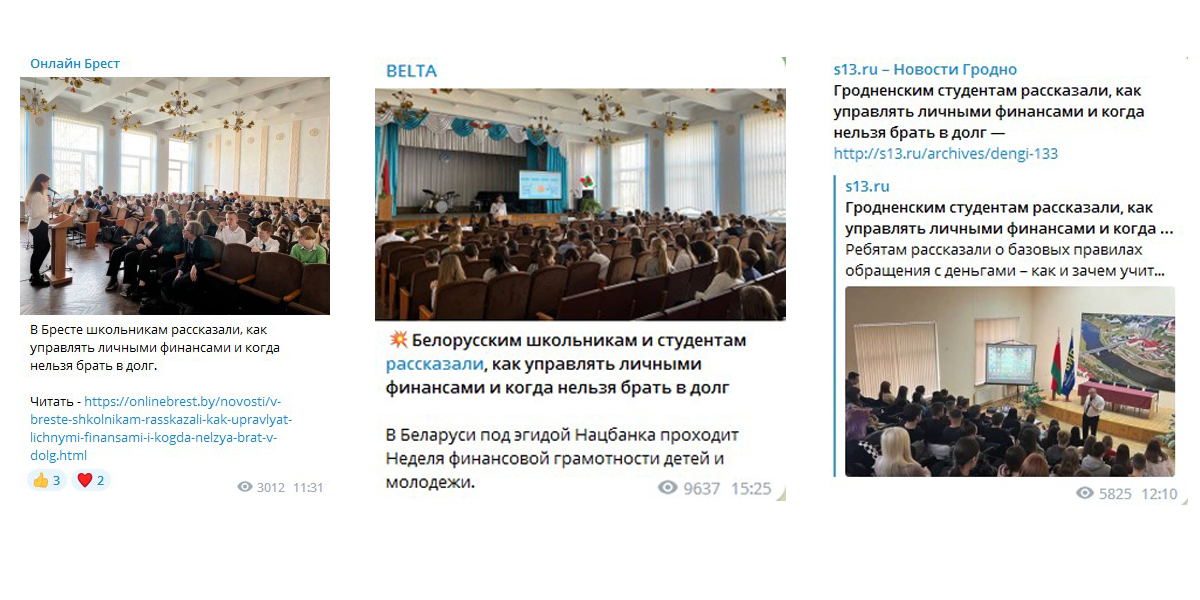 Онлайн Брест
В Бресте школьникам рассказали, как
управлять личными финансами и когда
нельзя брать в долг.
Читать - https://onlinebrest.by/novosti/v-
breste-shkolnikam-rasskazali-kak-upravlyat-
lichnymi-finansami-i-kogda-nelzya-brat-v-
dolg.html
👍 3 ❤️ 2
3012 11:31
BELTA
💥Белорусским школьникам и студентам
рассказали, как управлять личными
финансами и когда нельзя брать в долг
В Беларуси под эгидой Нацбанка проходит
Неделя финансовой грамотности детей и
молодежи.
9637 15:25
s13.ru – Новости Гродно
Гродненским студентам рассказали, как
управлять личными финансами и когда
нельзя брать в долг —
http://s13.ru/archives/dengi-133
s13.ru
Гродненским студентам рассказали, как
управлять личными финансами и когда ...
Ребятам рассказали о базовых правилах
обращения с деньгами – как и зачем учит...
5825 12:10